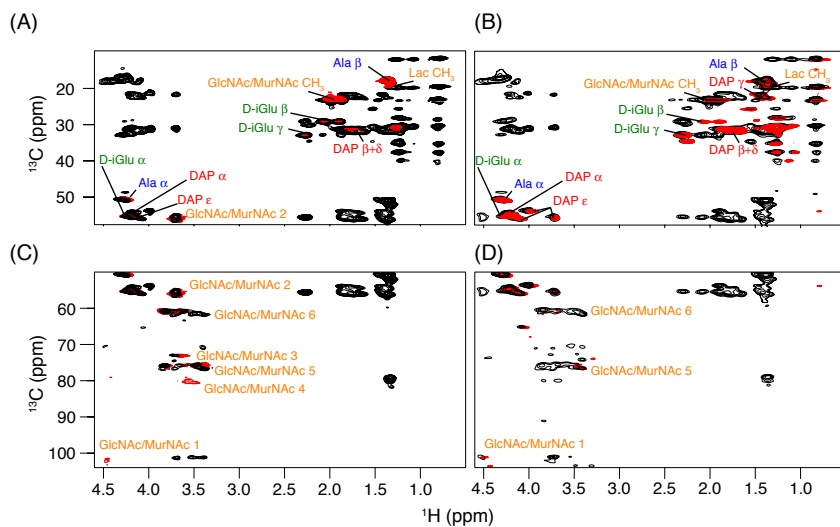 (A)
(B)
GlcNAc/MurNAc CH3
Ala β
Lac CH3
D-iGlu β
D-iGlu γ
DAP β+δ
D-iGlu α
Ala α
DAP α
DAP ε
GlcNAc/MurNAc 2
GlcNAc/MurNAc CH3
Ala β
Lac CH3
DAP γ
D-iGlu β
D-iGlu γ
DAP β+δ
D-iGlu α
Ala α
DAP α
DAP ε
20
30
40
50
13C (ppm)
(C)
(D)
GlcNAc/MurNAc 2
GlcNAc/MurNAc 6
GlcNAc/MurNAc 3
GlcNAc/MurNAc 5
GlcNAc/MurNAc 4
GlcNAc/MurNAc 1
GlcNAc/MurNAc 6
GlcNAc/MurNAc 5
GlcNAc/MurNAc 1
60
70
80
90
100
13C (ppm)
4.5 4.0 3.5 3.0 2.5 2.0 1.5 1.0 4.5 4.0 3.5 3.0 2.5 2.0 1.5 1.0
1H (ppm)